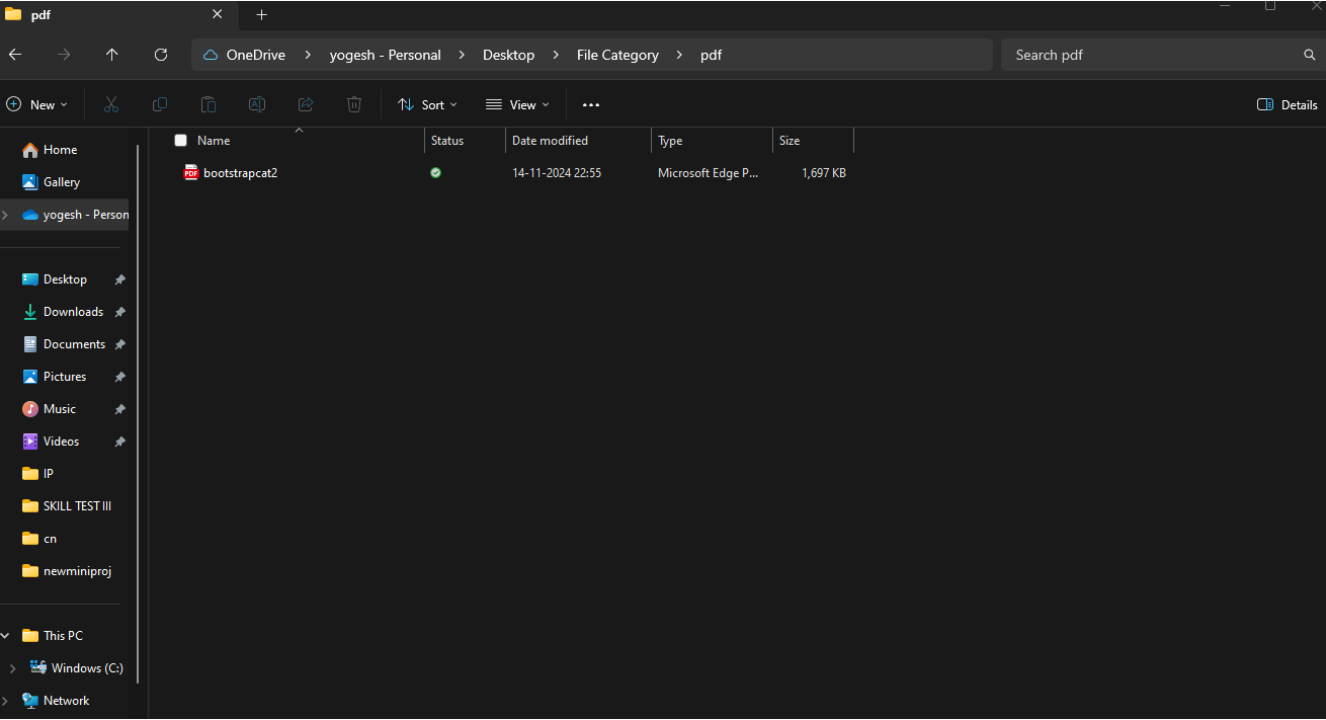 pdf
OneDrive > yogesh - Personal > Desktop > File Category > pdf
Search pdf
New
Sort
View
Details
Name Status Date modified Type Size
PDF bootstrapcat2 14-11-2024 22:55 Microsoft Edge P... 1,697 KB
Home
Gallery
yogesh - Person
Desktop
Downloads
Documents
Pictures
Music
Videos
IP
SKILL TEST III
cn
newminiproj
This PC
Windows (C:)
Network